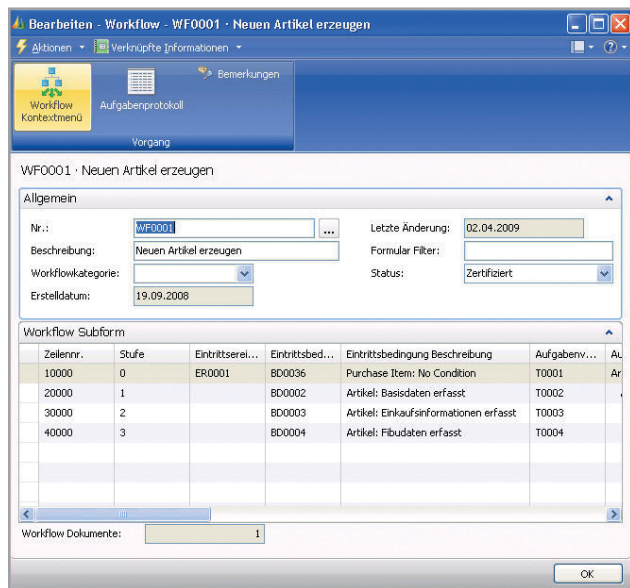 Bearbeiten - Workflow - WF0001 · Neuen Artikel erzeugen
Aktionen Verknüpfte Informationen
Workflow Kontextmenü
Aufgabenprotokoll
Bemerkungen
Vorgang
WF0001 · Neuen Artikel erzeugen
Allgemein
Nr.: WF0001 ... Letzte Änderung: 02.04.2009
Beschreibung: Neuen Artikel erzeugen Formular Filter:
Workflowkategorie: Status: Zertifiziert
Erstelldatum: 19.09.2008
Workflow Subform
Zeilennr. Stufe Eintrittserei... Eintrittsbed... Eintrittsbedingung Beschreibung Aufgabenv... Au
10000 0 ER0001 BD0036 Purchase Item: No Condition T0001 Ar
20000 1 BD0002 Artikel: Basisdaten erfasst T0002
30000 2 BD0003 Artikel: Einkaufsinformationen erfasst T0003
40000 3 BD0004 Artikel: Fibudaten erfasst T0004
Workflow Dokumente: 1
OK